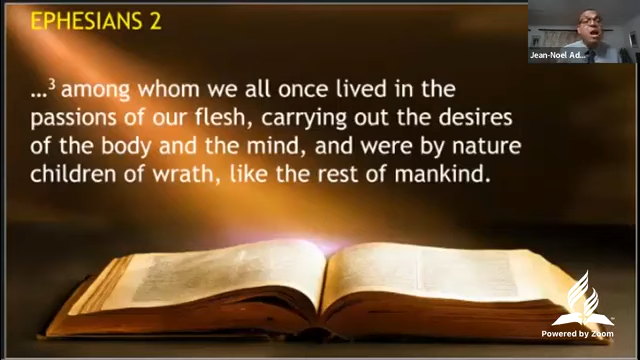 EPHESIANS 2
Jean-Noel Ad...
...³ among whom we all once lived in the
passions of our flesh, carrying out the desires
of the body and the mind, and were by nature
children of wrath, like the rest of mankind.
Powered by Zoom